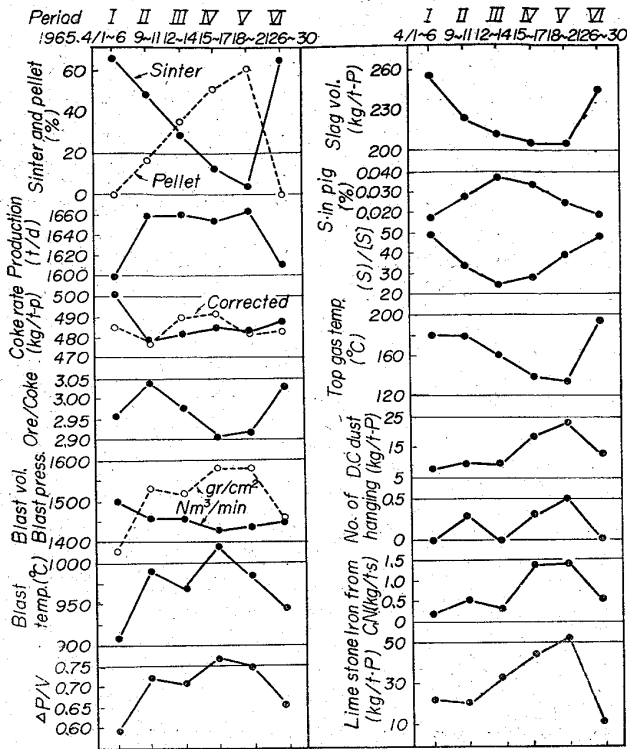 Period I II III IV V VI
1965.4/1~6 9~11 12~14 15~17 18~21 26~30
Sinter and pellet
(%)
60
40
20
0
Sinter
Pellet
Production
(t/d)
1660
1640
1620
1600
Coke rate
(kg/t-p)
500
490
480
470
Corrected
Ore/Coke
3.05
3.00
2.95
2.90
Blast vol.
Blast press.
1600
1500
1400
gr/cm²
Nm³/min
Blast
temp.(°C)
1000
950
900
ΔP/V
0.75
0.70
0.65
0.60
I II III IV V VI
4/1~6 9~11 12~14 15~17 18~21 26~30
Slag vol.
(kg/t-P)
260
230
200
S.in pig
(%)
0.040
0.030
0.020
(S)/[S]
50
40
30
20
Top gas temp.
(°C)
200
160
120
D.C dust
(kg/t-P)
25
15
5
No. of
hanging
0.5
0
Iron from
C.N.(kg/t·s)
1.5
1.0
0.5
0
Lime stone
(kg/t-P)
50
30
10